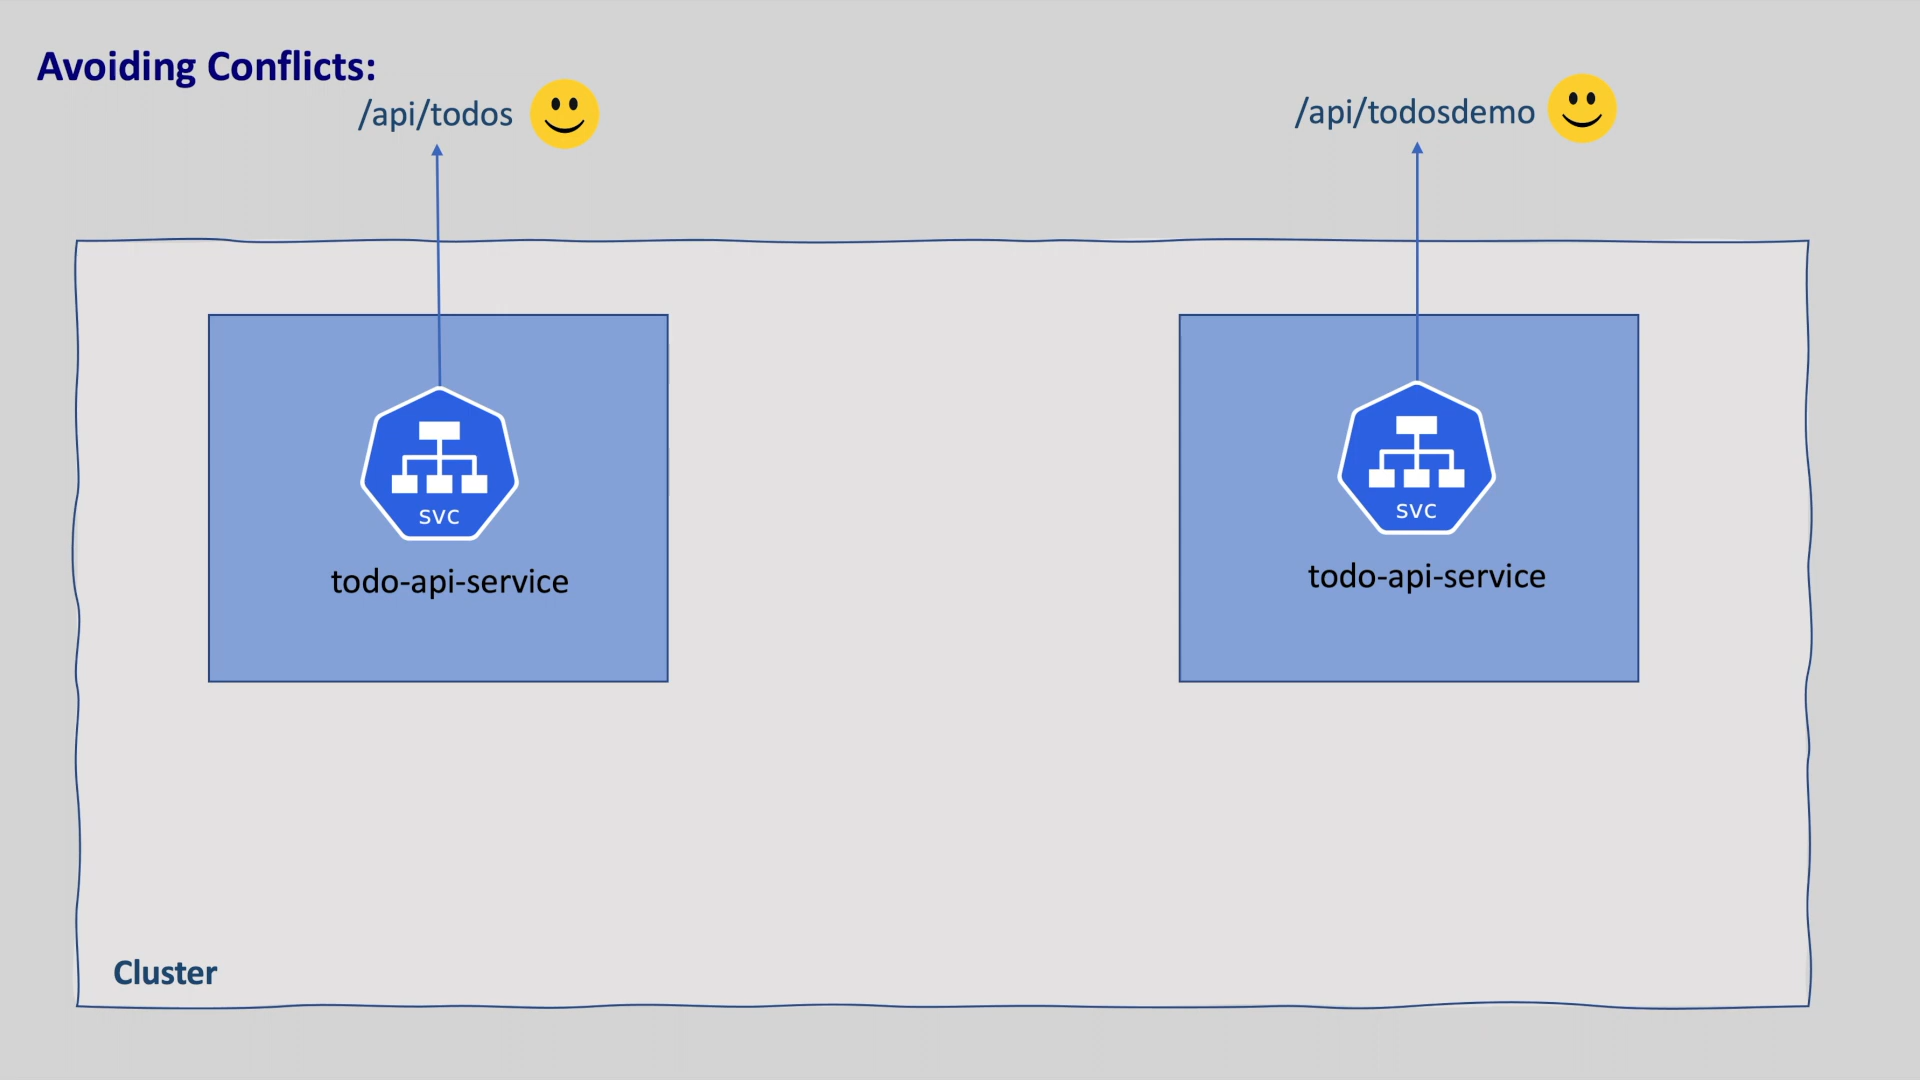 Avoiding Conflicts:
/api/todos
/api/todosdemo
svc
todo-api-service
svc
todo-api-service
Cluster